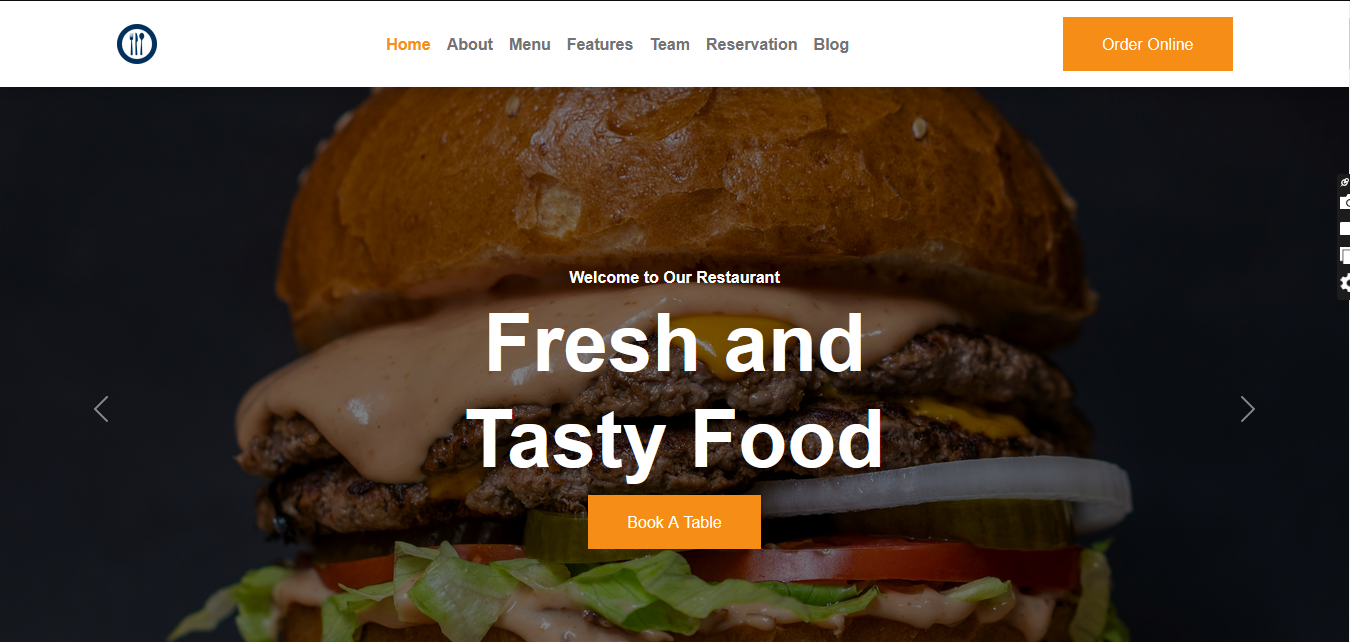 Home About Menu Features Team Reservation Blog Order Online
Welcome to Our Restaurant
Fresh and
Tasty Food
Book A Table